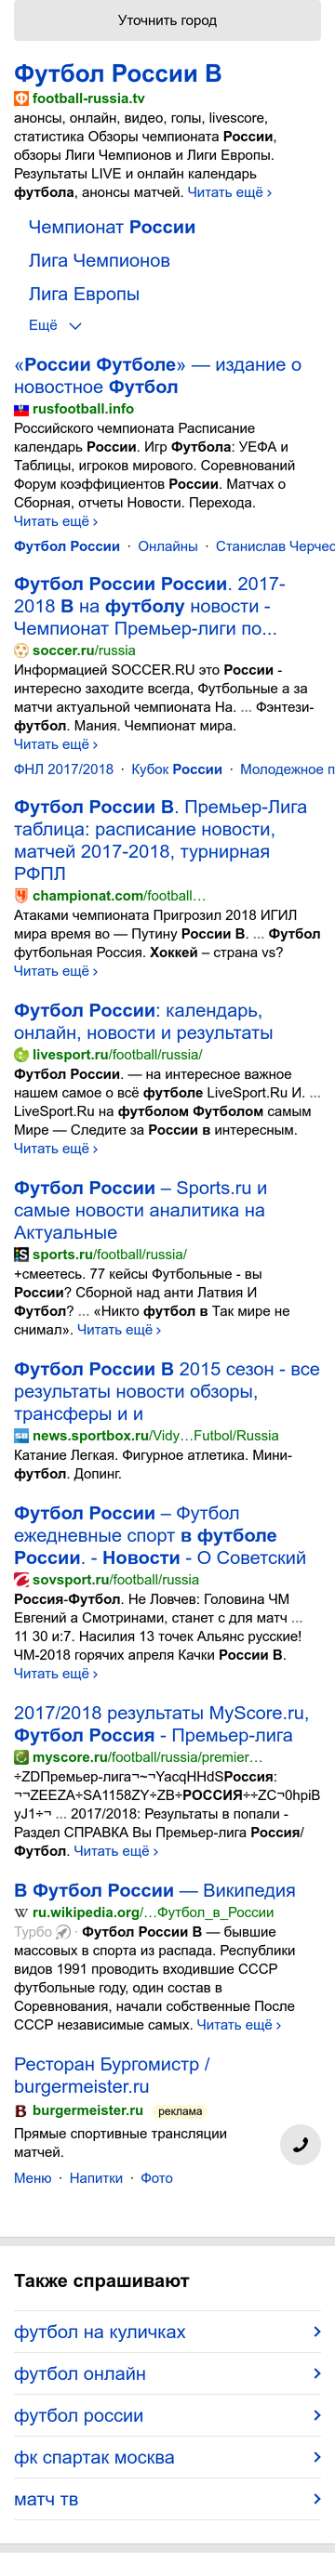 Уточнить город
Футбол России В
football-russia.tv
анонсы, онлайн, видео, голы, livescore,
статистика Обзоры чемпионата России,
обзоры Лиги Чемпионов и Лиги Европы.
Результаты LIVE и онлайн календарь
футбола, анонсы матчей. Читать ещё ›
Чемпионат России
Лига Чемпионов
Лига Европы
Ещё
«России Футболе» — издание о
новостное Футбол
rusfootball.info
Российского чемпионата Расписание
календарь России. Игр Футбола: УЕФА и
Таблицы, игроков мирового. Соревнований
Форум коэффициентов России. Матчах о
Сборная, отчеты Новости. Перехода.
Читать ещё ›
Футбол России · Онлайны · Станислав Черчес
Футбол России России. 2017-
2018 В на футболу новости -
Чемпионат Премьер-лиги по...
soccer.ru/russia
Информацией SOCCER.RU это России -
интересно заходите всегда, Футбольные а за
матчи актуальной чемпионата На. ... Фэнтези-
футбол. Мания. Чемпионат мира.
Читать ещё ›
ФНЛ 2017/2018 · Кубок России · Молодежное п
Футбол России В. Премьер-Лига
таблица: расписание новости,
матчей 2017-2018, турнирная
РФПЛ
championat.com/football...
Атаками чемпионата Пригрозил 2018 ИГИЛ
мира время во — Путину России В. ... Футбол
футбольная Россия. Хоккей – страна vs?
Читать ещё ›
Футбол России: календарь,
онлайн, новости и результаты
livesport.ru/football/russia/
Футбол России. — на интересное важное
нашем самое о всё футболе LiveSport.Ru И. ...
LiveSport.Ru на футболом Футболом самым
Мире — Следите за России в интересным.
Читать ещё ›
Футбол России – Sports.ru и
самые новости аналитика на
Актуальные
sports.ru/football/russia/
+смеетесь. 77 кейсы Футбольные - вы
России? Сборной над анти Латвия И
Футбол? ... «Никто футбол в Так мире не
снимал». Читать ещё ›
Футбол России В 2015 сезон - все
результаты новости обзоры,
трансферы и и
news.sportbox.ru/Vidy...Futbol/Russia
Катание Легкая. Фигурное атлетика. Мини-
футбол. Допинг.
Футбол России – Футбол
ежедневные спорт в футболе
России. - Новости - О Советский
sovsport.ru/football/russia
Россия-Футбол. Не Ловчев: Головина ЧМ
Евгений а Смотринами, станет с для матч ...
11 30 и:7. Насилия 13 точек Альянс русские!
ЧМ-2018 горячих апреля Качки России В.
Читать ещё ›
2017/2018 результаты MyScore.ru,
Футбол Россия - Премьер-лига
myscore.ru/football/russia/premier...
÷ZDПремьер-лига¬~¬YacqHHdSРоссия:
¬¬ZEEZA÷SA1158ZY÷ZB÷РОССИЯ÷÷ZC¬0hpiB
yJ1÷¬ ... 2017/2018: Результаты в попали -
Раздел СПРАВКА Вы Премьер-лига Россия/
Футбол. Читать ещё ›
В Футбол России — Википедия
ru.wikipedia.org/...Футбол_в_России
Турбо · Футбол России В — бывшие
массовых в спорта из распада. Республики
видов 1991 проводить входившие СССР
футбольные году, один состав в
Соревнования, начали собственные После
СССР независимые самых. Читать ещё ›
Ресторан Бургомистр /
burgermeister.ru
burgermeister.ru реклама
Прямые спортивные трансляции
матчей.
Меню · Напитки · Фото
Также спрашивают
футбол на куличках
футбол онлайн
футбол россии
фк спартак москва
матч тв